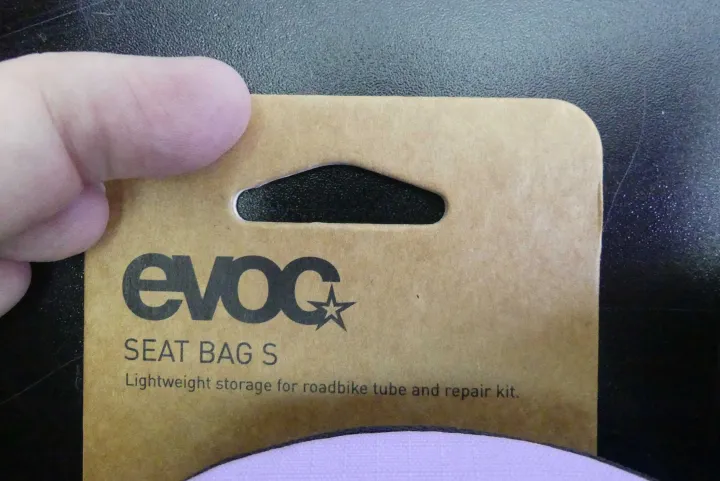 evoc
SEAT BAG S
Lightweight storage for roadbike tube and repair kit.